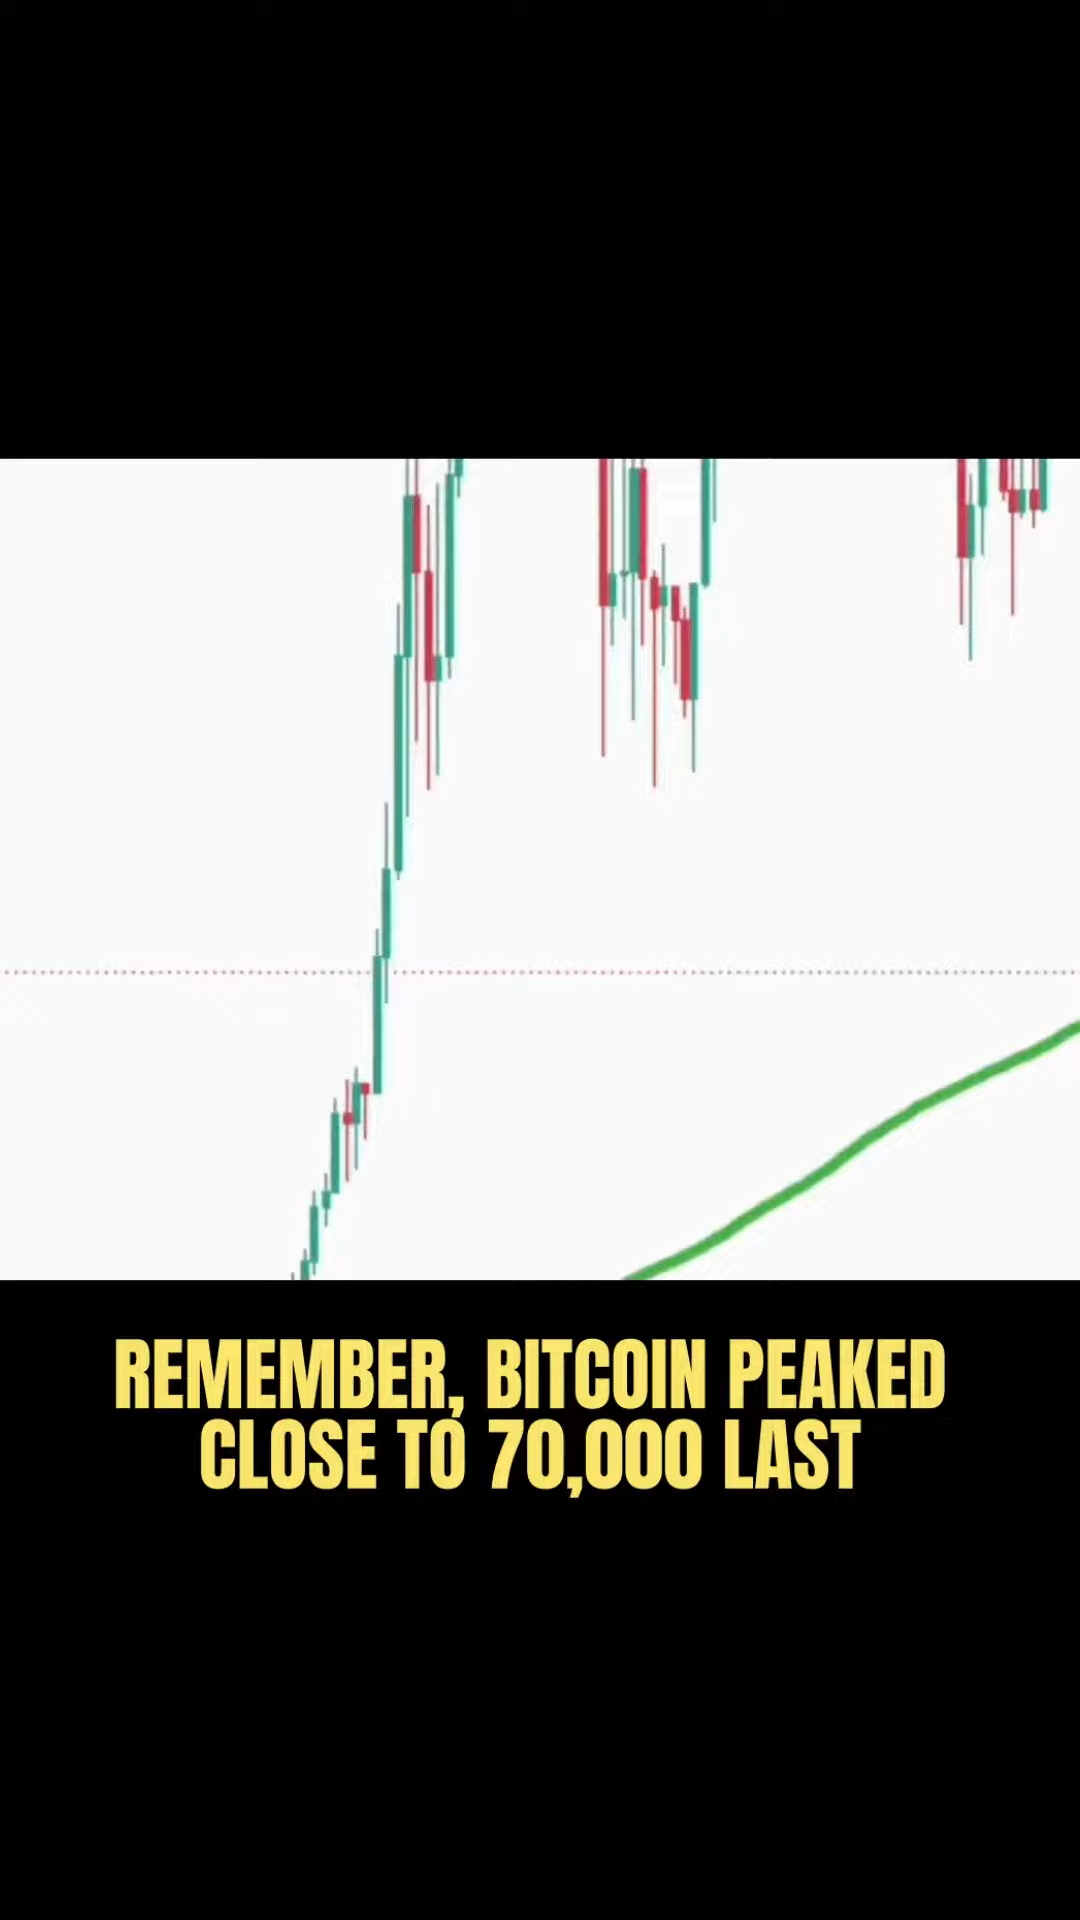 REMEMBER, BITCOIN PEAKED
CLOSE TO 70,000 LAST